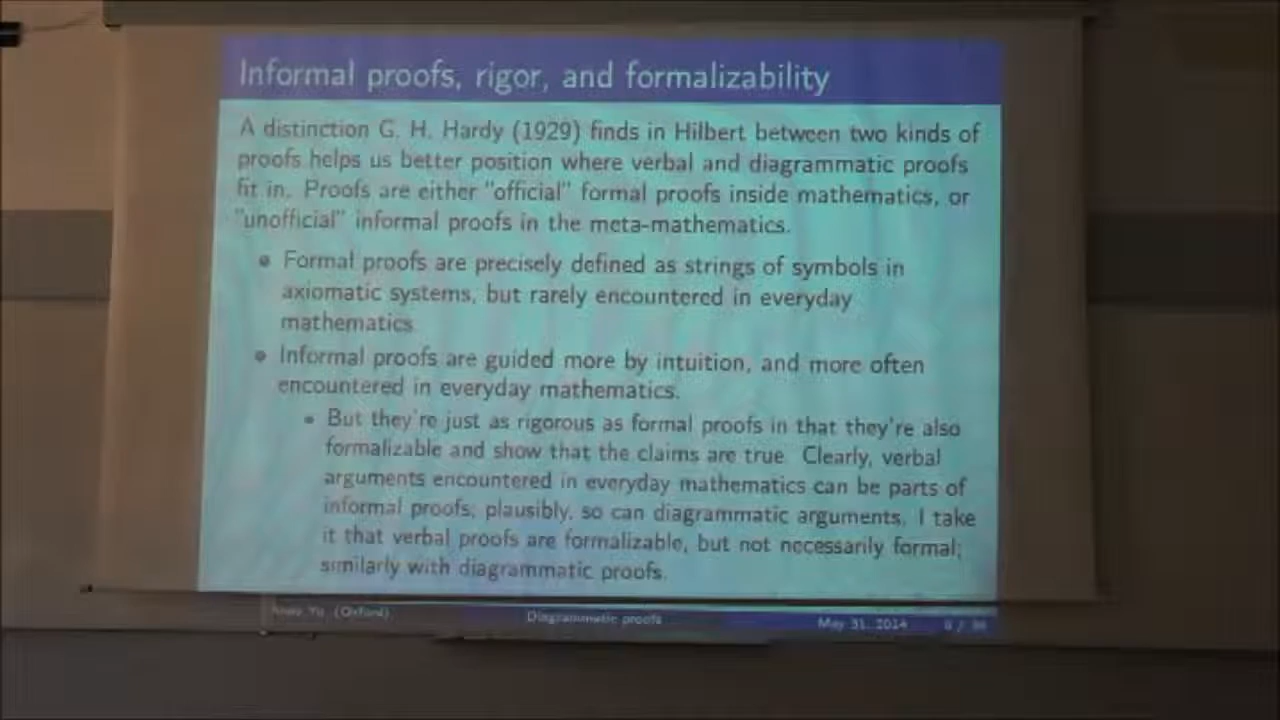 Informal proofs, rigor, and formalizability
A distinction G. H. Hardy (1929) finds in Hilbert between two kinds of
proofs helps us better position where verbal and diagrammatic proofs
fit in. Proofs are either "official" formal proofs inside mathematics, or
"unofficial" informal proofs in the meta-mathematics.
• Formal proofs are precisely defined as strings of symbols in
axiomatic systems, but rarely encountered in everyday
mathematics.
• Informal proofs are guided more by intuition, and more often
encountered in everyday mathematics.
• But they're just as rigorous as formal proofs in that they're also
formalizable and show that the claims are true. Clearly, verbal
arguments encountered in everyday mathematics can be parts of
informal proofs; plausibly, so can diagrammatic arguments. I take
it that verbal proofs are formalizable, but not necessarily formal;
similarly with diagrammatic proofs.
Yu (Oxford) Diagrammatic proofs May 31, 2014 8 /